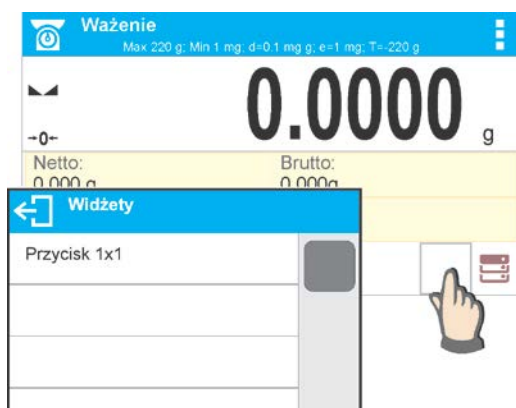 Ważenie
Max 220 g; Min 1 mg; d=0.1 mg g; e=1 mg; T=-220 g
0.0000 g
→0←
Netto: Brutto:
0.000 g 0.000g
Widżety
Przycisk 1x1